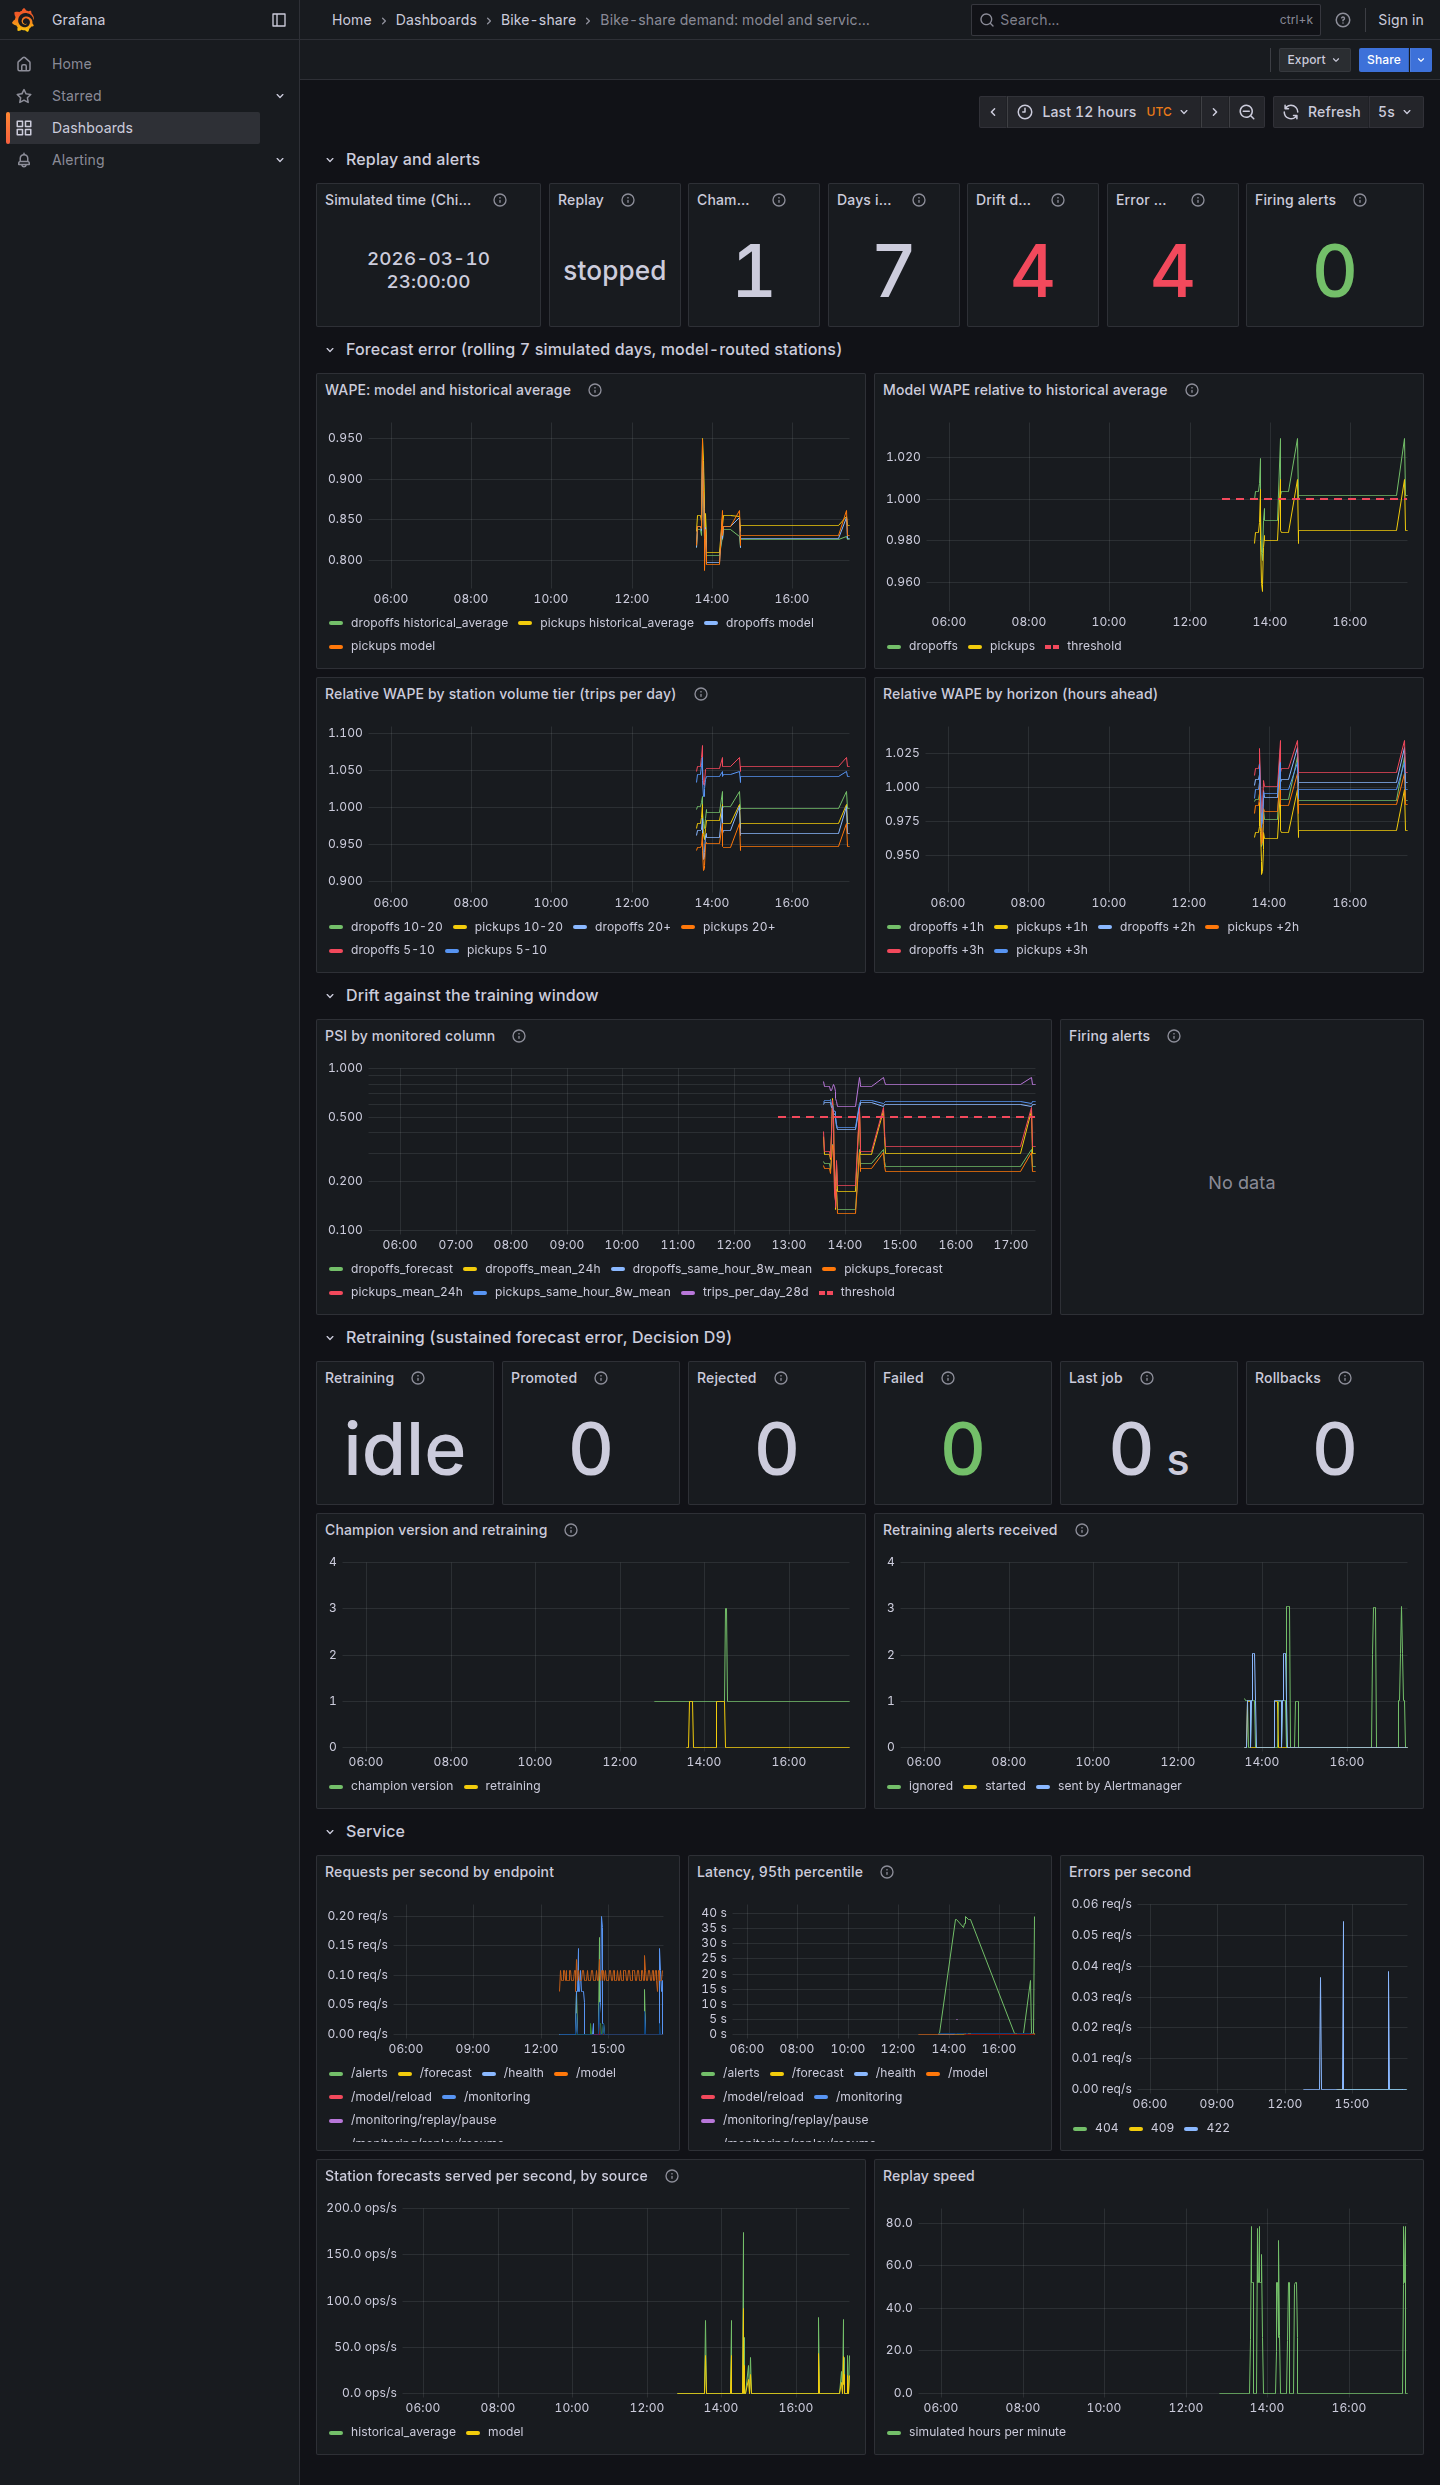 Grafana
Home › Dashboards › Bike-share › Bike-share demand: model and servic...
Search...
ctrl+k
Sign in
Home
Starred
Dashboards
Alerting
Export
Share
Last 12 hours UTC
Refresh 5s
Replay and alerts
Simulated time (Chi...
2026-03-10
23:00:00
Replay
stopped
Cham...
1
Days i...
7
Drift d...
4
Error ...
4
Firing alerts
0
Forecast error (rolling 7 simulated days, model-routed stations)
WAPE: model and historical average
0.950
0.900
0.850
0.800
06:00 08:00 10:00 12:00 14:00 16:00
dropoffs historical_average pickups historical_average dropoffs model
pickups model
Model WAPE relative to historical average
1.020
1.000
0.980
0.960
06:00 08:00 10:00 12:00 14:00 16:00
dropoffs pickups threshold
Relative WAPE by station volume tier (trips per day)
1.100
1.050
1.000
0.950
0.900
06:00 08:00 10:00 12:00 14:00 16:00
dropoffs 10-20 pickups 10-20 dropoffs 20+ pickups 20+
dropoffs 5-10 pickups 5-10
Relative WAPE by horizon (hours ahead)
1.025
1.000
0.975
0.950
06:00 08:00 10:00 12:00 14:00 16:00
dropoffs +1h pickups +1h dropoffs +2h pickups +2h
dropoffs +3h pickups +3h
Drift against the training window
PSI by monitored column
1.000
0.500
0.200
0.100
06:00 07:00 08:00 09:00 10:00 11:00 12:00 13:00 14:00 15:00 16:00 17:00
dropoffs_forecast dropoffs_mean_24h dropoffs_same_hour_8w_mean pickups_forecast
pickups_mean_24h pickups_same_hour_8w_mean trips_per_day_28d threshold
Firing alerts
No data
Retraining (sustained forecast error, Decision D9)
Retraining
idle
Promoted
0
Rejected
0
Failed
0
Last job
0 s
Rollbacks
0
Champion version and retraining
4
3
2
1
0
06:00 08:00 10:00 12:00 14:00 16:00
champion version retraining
Retraining alerts received
4
3
2
1
0
06:00 08:00 10:00 12:00 14:00 16:00
ignored started sent by Alertmanager
Service
Requests per second by endpoint
0.20 req/s
0.15 req/s
0.10 req/s
0.05 req/s
0.00 req/s
06:00 09:00 12:00 15:00
/alerts /forecast /health /model
/model/reload /monitoring
/monitoring/replay/pause
Latency, 95th percentile
40 s
35 s
30 s
25 s
20 s
15 s
10 s
5 s
0 s
06:00 08:00 10:00 12:00 14:00 16:00
/alerts /forecast /health /model
/model/reload /monitoring
/monitoring/replay/pause
Errors per second
0.06 req/s
0.05 req/s
0.04 req/s
0.03 req/s
0.02 req/s
0.01 req/s
0.00 req/s
06:00 09:00 12:00 15:00
404 409 422
Station forecasts served per second, by source
200.0 ops/s
150.0 ops/s
100.0 ops/s
50.0 ops/s
0.0 ops/s
06:00 08:00 10:00 12:00 14:00 16:00
historical_average model
Replay speed
80.0
60.0
40.0
20.0
0.0
06:00 08:00 10:00 12:00 14:00 16:00
simulated hours per minute